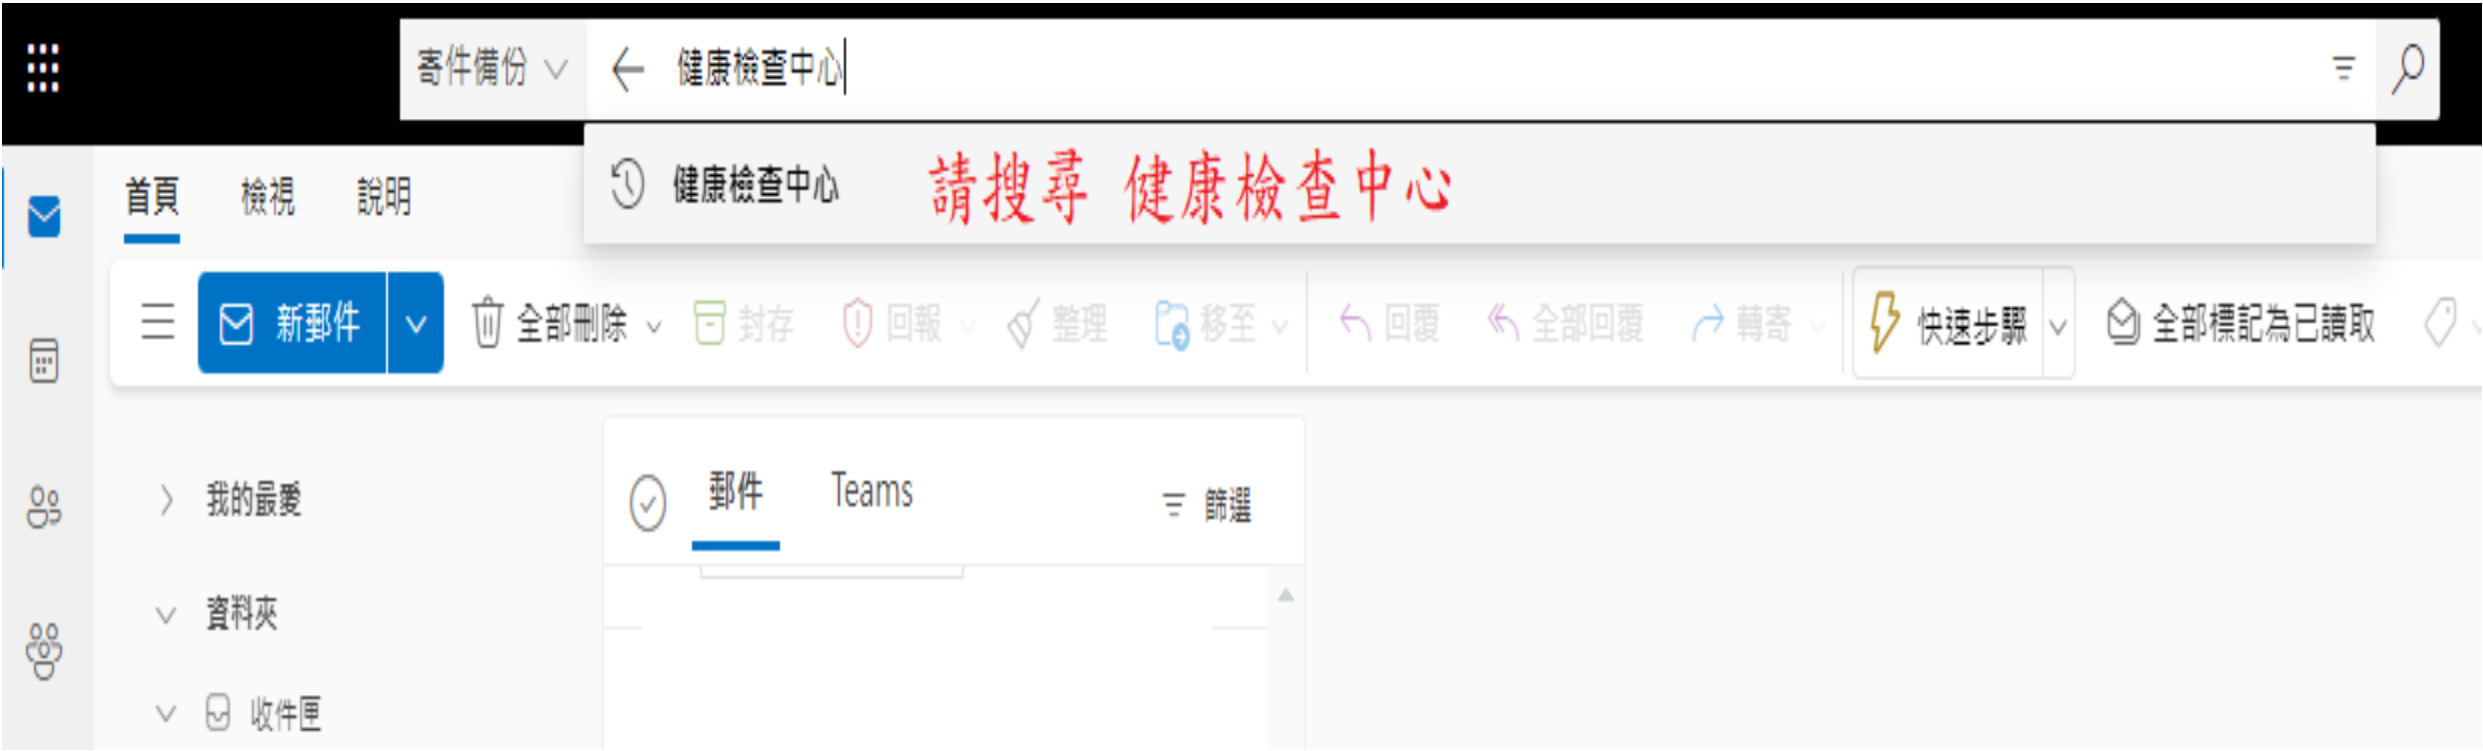 寄件備份 健康檢查中心
健康檢查中心 請搜尋 健康檢查中心
首頁 檢視 說明
新郵件 全部刪除 封存 回報 整理 移至 回覆 全部回覆 轉寄 快速步驟 全部標記為已讀取
我的最愛
郵件 Teams 篩選
資料夾
收件匣